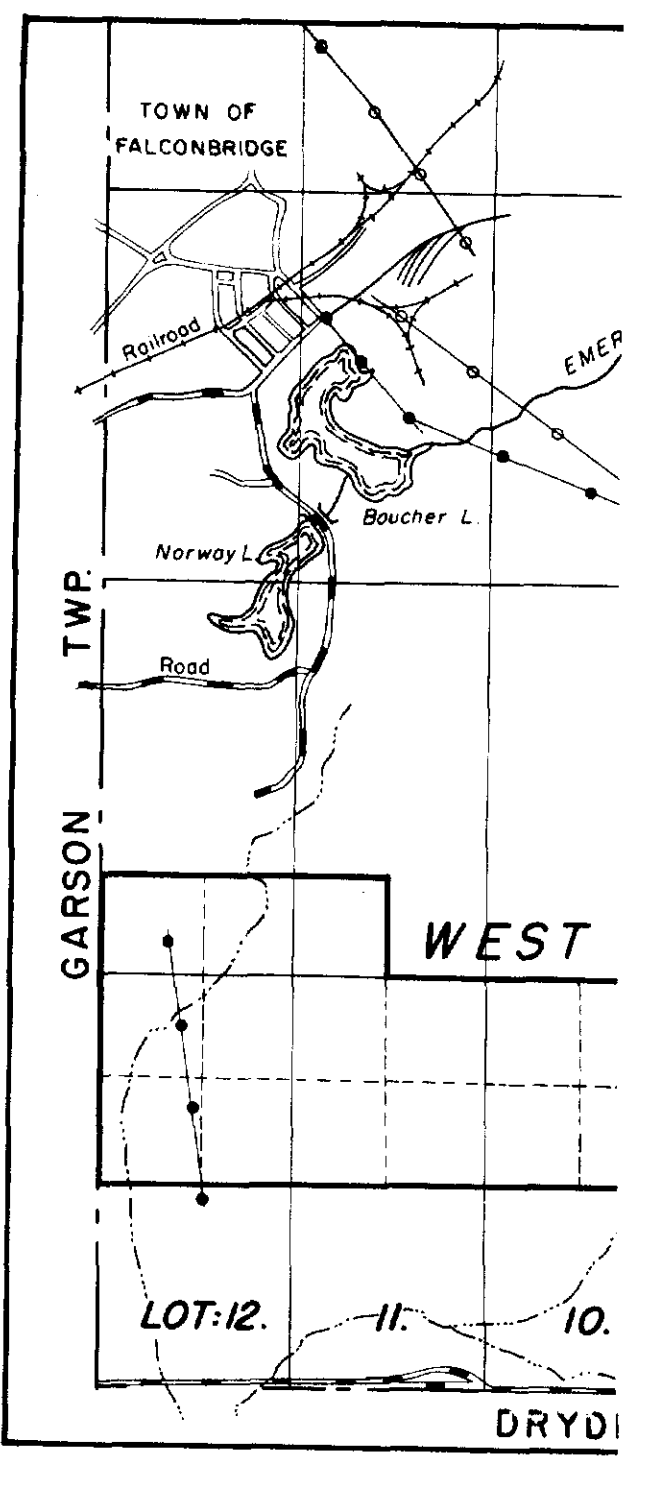 TOWN OF
FALCONBRIDGE
Railroad
EMER
Boucher L.
Norway L.
TWP.
Road
GARSON
WEST
LOT: 12.
11.
10.
DRYD